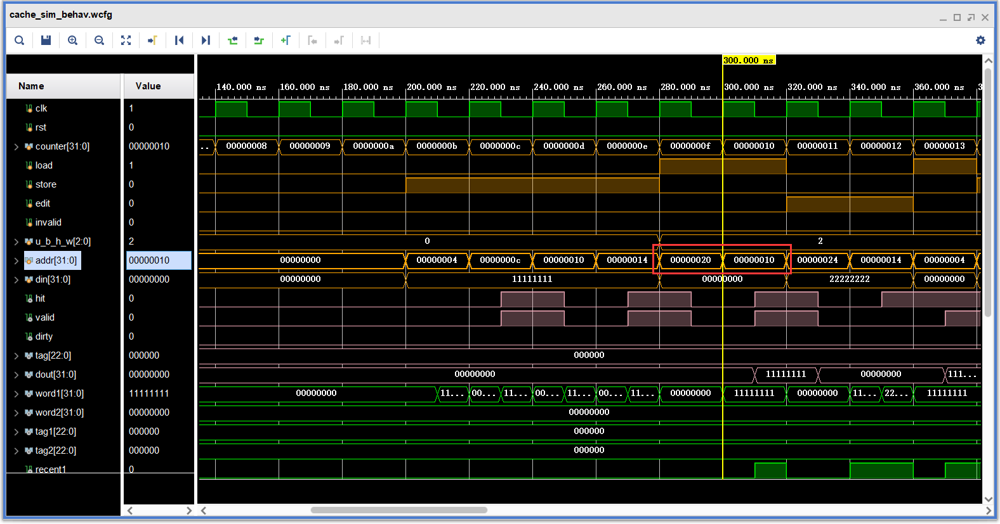 cache_sim_behav.wcfg
300.000 ns
Name Value
140.000 ns 160.000 ns 180.000 ns 200.000 ns 220.000 ns 240.000 ns 260.000 ns 280.000 ns 300.000 ns 320.000 ns 340.000 ns 360.000 ns 3
clk 1
rst 0
counter[31:0] 00000010 .. 00000008 00000009 0000000a 0000000b 0000000c 0000000d 0000000e 0000000f 00000010 00000011 00000012 00000013
load 1
store 0
edit 0
invalid 0
u_b_h_w[2:0] 2 0 2
addr[31:0] 00000010 00000000 00000004 0000000c 00000010 00000014 00000020 00000010 00000024 00000014 00000004
din[31:0] 00000000 00000000 11111111 00000000 22222222 00000000
hit 0
valid 0
dirty 0
tag[22:0] 000000 000000
dout[31:0] 00000000 00000000 11111111 00000000 111...
word1[31:0] 11111111 00000000 11... 00... 11... 00... 11... 00... 11... 00000000 11111111 00000000 11... 22... 11111111
word2[31:0] 00000000 00000000
tag1[22:0] 000000 000000
tag2[22:0] 000000 000000
recent1 0